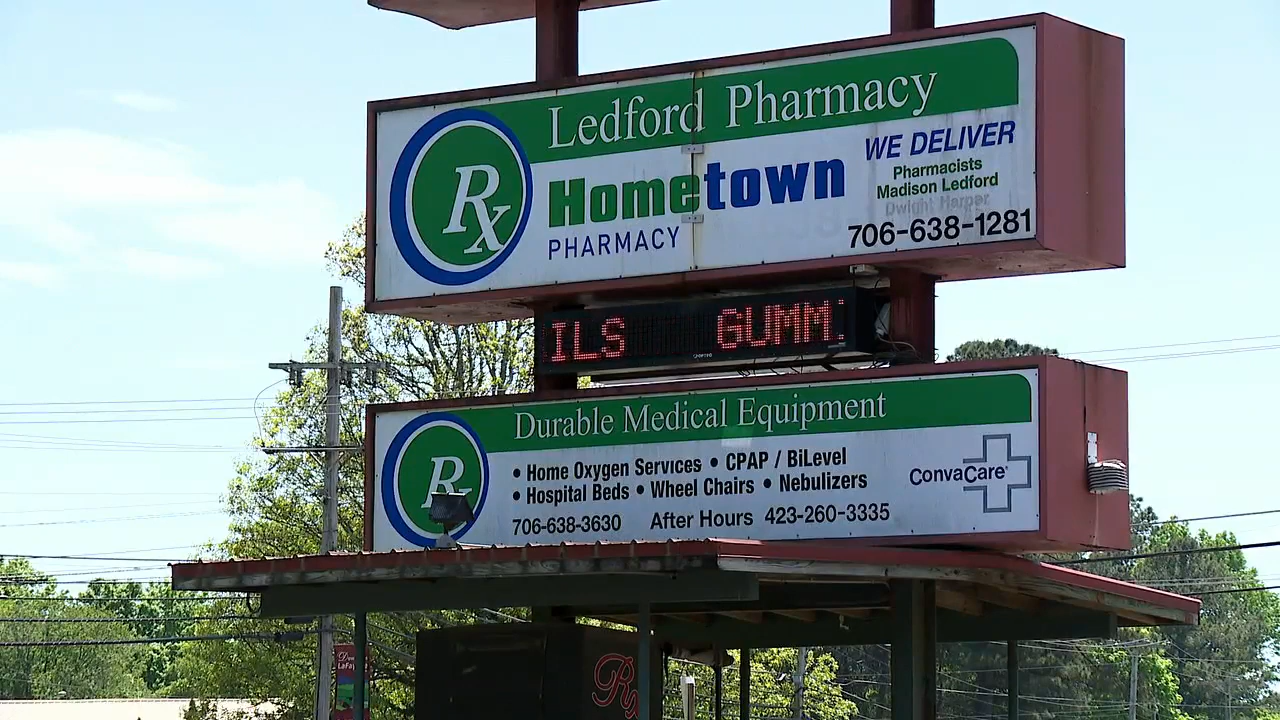 Ledford Pharmacy
Rx
Hometown
PHARMACY
WE DELIVER
Pharmacists
Madison Ledford
Dwight Harper
706-638-1281
ILS GUMM
Durable Medical Equipment
Rx
• Home Oxygen Services • CPAP / BiLevel
• Hospital Beds • Wheel Chairs • Nebulizers
706-638-3630 After Hours 423-260-3335
ConvaCare
Rx